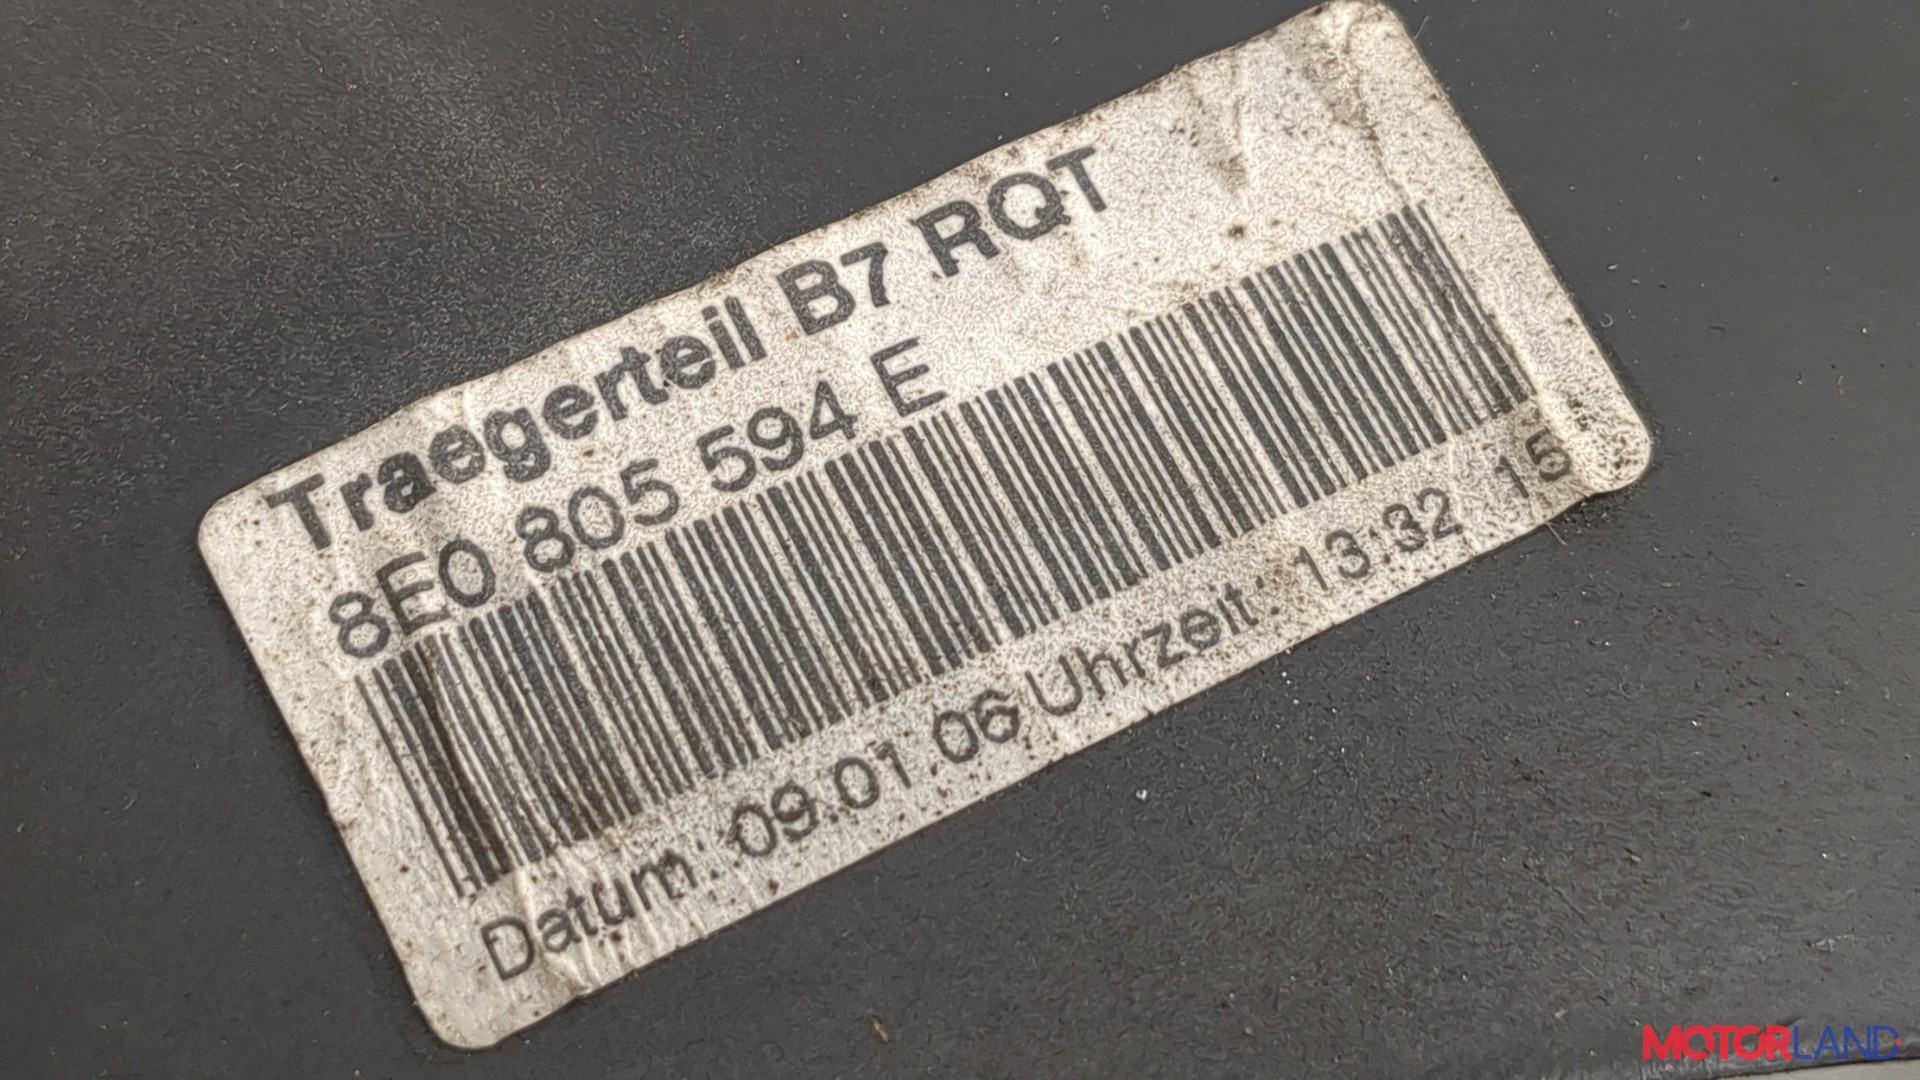 Traegerteil B7 RQT
8E0 805 594 E
Datum: 09.01 06 Uhrzeit: 13:32 15
MOTORLAND